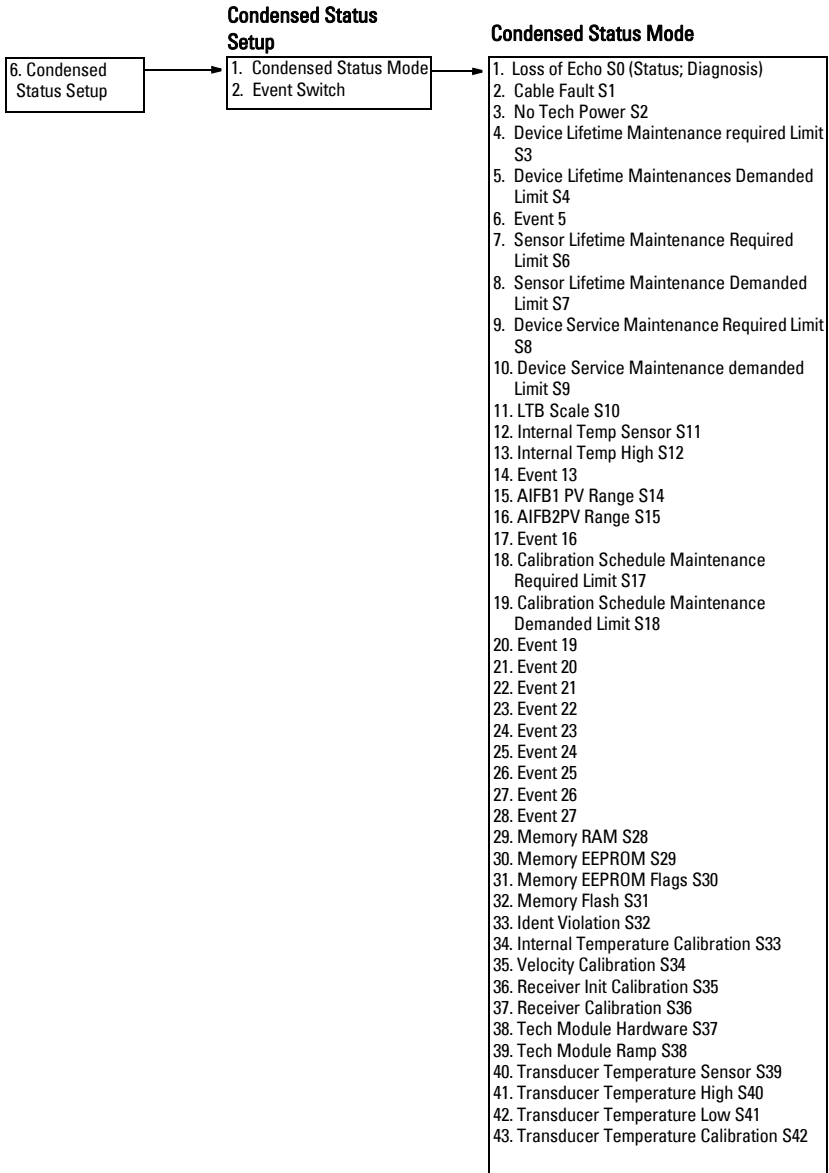 Condensed Status
Setup
Condensed Status Mode
6. Condensed
Status Setup
1. Condensed Status Mode
2. Event Switch
1. Loss of Echo S0 (Status; Diagnosis)
2. Cable Fault S1
3. No Tech Power S2
4. Device Lifetime Maintenance required Limit
S3
5. Device Lifetime Maintenances Demanded
Limit S4
6. Event 5
7. Sensor Lifetime Maintenance Required
Limit S6
8. Sensor Lifetime Maintenance Demanded
Limit S7
9. Device Service Maintenance Required Limit
S8
10. Device Service Maintenance demanded
Limit S9
11. LTB Scale S10
12. Internal Temp Sensor S11
13. Internal Temp High S12
14. Event 13
15. AIFB1 PV Range S14
16. AIFB2PV Range S15
17. Event 16
18. Calibration Schedule Maintenance
Required Limit S17
19. Calibration Schedule Maintenance
Demanded Limit S18
20. Event 19
21. Event 20
22. Event 21
23. Event 22
24. Event 23
25. Event 24
26. Event 25
27. Event 26
28. Event 27
29. Memory RAM S28
30. Memory EEPROM S29
31. Memory EEPROM Flags S30
32. Memory Flash S31
33. Ident Violation S32
34. Internal Temperature Calibration S33
35. Velocity Calibration S34
36. Receiver Init Calibration S35
37. Receiver Calibration S36
38. Tech Module Hardware S37
39. Tech Module Ramp S38
40. Transducer Temperature Sensor S39
41. Transducer Temperature High S40
42. Transducer Temperature Low S41
43. Transducer Temperature Calibration S42